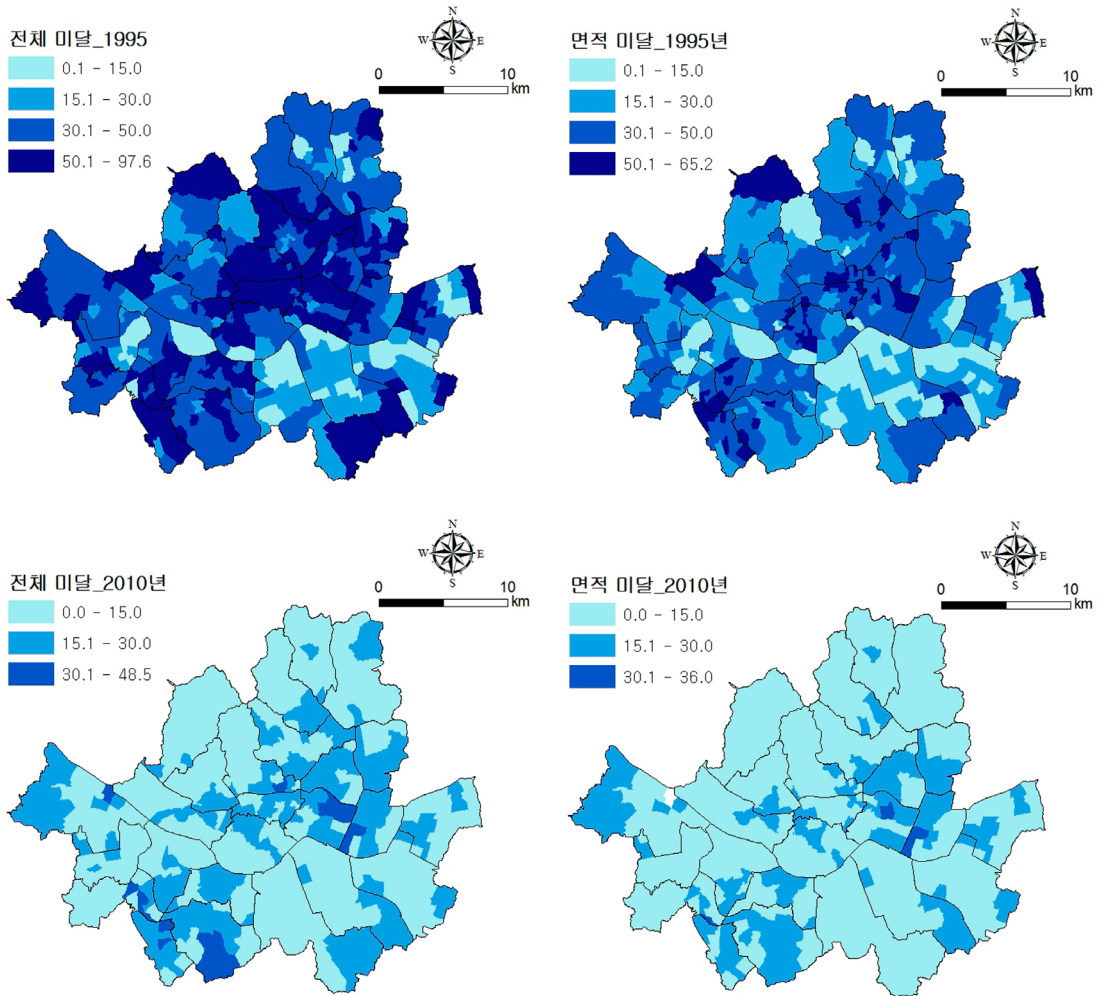 전체 미달_1995
0.1 - 15.0
15.1 - 30.0
30.1 - 50.0
50.1 - 97.6
N
W E
S
0 10
km
면적 미달_1995년
0.1 - 15.0
15.1 - 30.0
30.1 - 50.0
50.1 - 65.2
N
W E
S
0 10
km
전체 미달_2010년
0.0 - 15.0
15.1 - 30.0
30.1 - 48.5
N
W E
S
0 10
km
면적 미달_2010년
0.0 - 15.0
15.1 - 30.0
30.1 - 36.0
N
W E
S
0 10
km